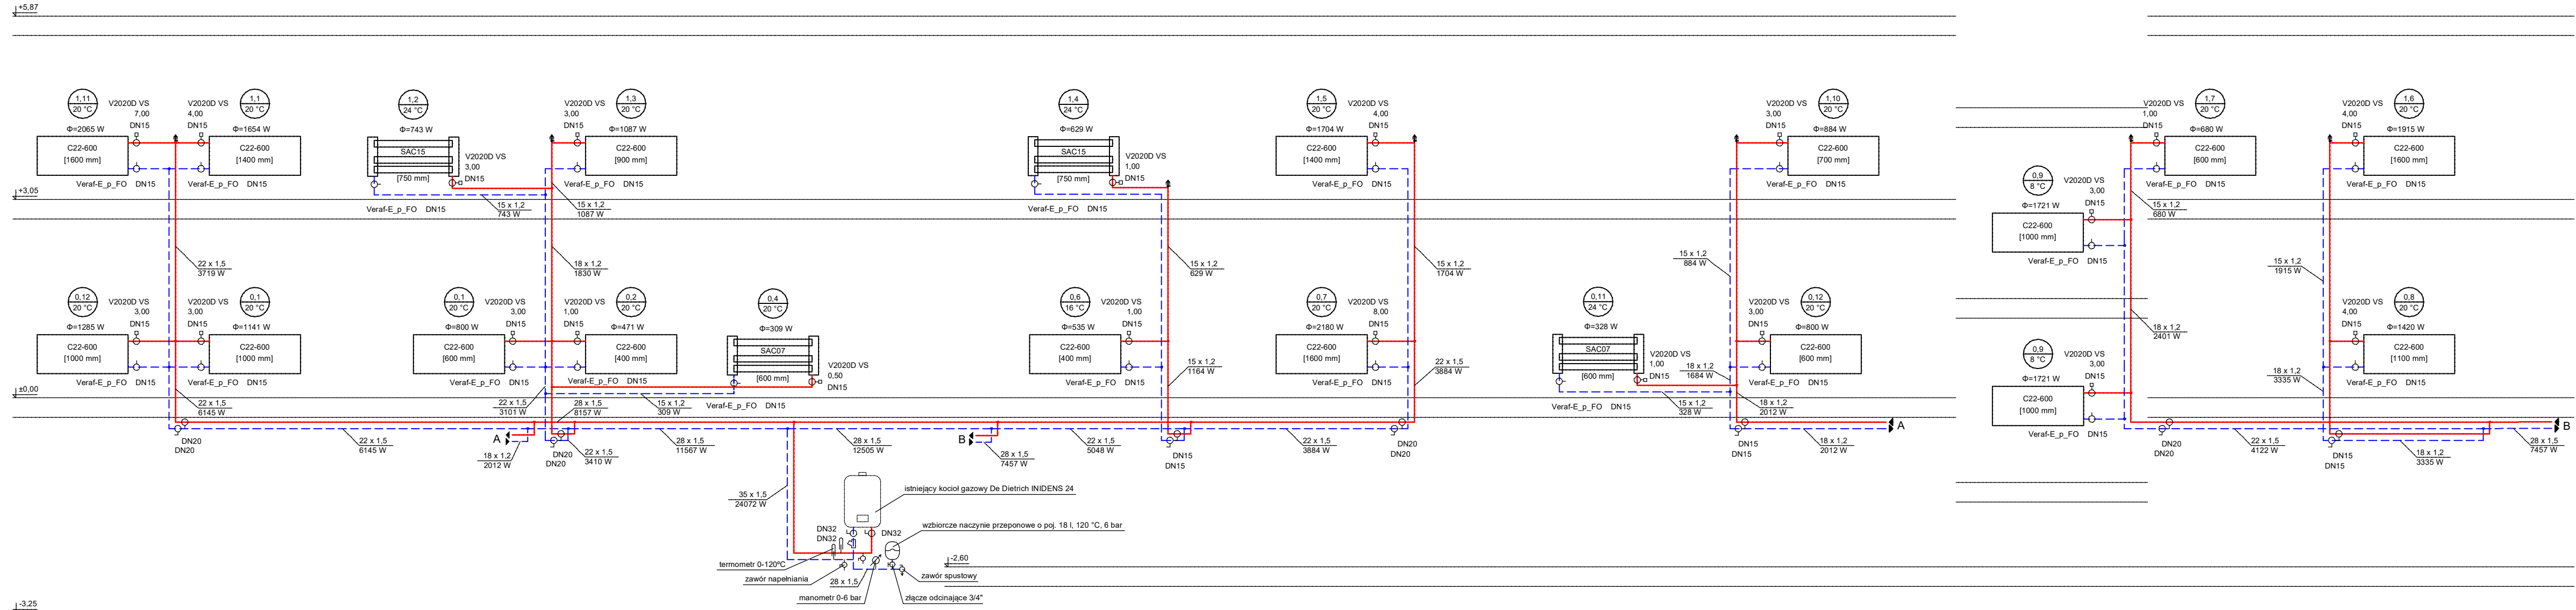 +5,87
1,11
20 °C
V2020D VS
7,00
DN15
Φ=2065 W
C22-600
[1600 mm]
Veraf-E_p_FO DN15
V2020D VS
4,00
DN15
1,1
20 °C
Φ=1654 W
C22-600
[1400 mm]
Veraf-E_p_FO DN15
1,2
24 °C
Φ=743 W
SAC15
[750 mm]
V2020D VS
3,00
DN15
Veraf-E_p_FO DN15
15 x 1,2
743 W
V2020D VS
3,00
DN15
1,3
20 °C
Φ=1087 W
C22-600
[900 mm]
Veraf-E_p_FO DN15
15 x 1,2
1087 W
1,4
24 °C
Φ=629 W
SAC15
[750 mm]
V2020D VS
1,00
DN15
Veraf-E_p_FO DN15
1,5
20 °C
V2020D VS
4,00
DN15
Φ=1704 W
C22-600
[1400 mm]
Veraf-E_p_FO DN15
V2020D VS
3,00
DN15
1,10
20 °C
Φ=884 W
C22-600
[700 mm]
Veraf-E_p_FO DN15
V2020D VS
1,00
DN15
1,7
20 °C
Φ=680 W
C22-600
[600 mm]
Veraf-E_p_FO DN15
15 x 1,2
680 W
V2020D VS
4,00
DN15
1,6
20 °C
Φ=1915 W
C22-600
[1600 mm]
Veraf-E_p_FO DN15
+3,05
0,9
8 °C
V2020D VS
3,00
DN15
Φ=1721 W
C22-600
[1000 mm]
Veraf-E_p_FO DN15
22 x 1,5
3719 W
18 x 1,2
1830 W
15 x 1,2
629 W
15 x 1,2
1704 W
15 x 1,2
884 W
15 x 1,2
1915 W
0,12
20 °C
V2020D VS
3,00
DN15
Φ=1285 W
C22-600
[1000 mm]
Veraf-E_p_FO DN15
V2020D VS
3,00
DN15
0,1
20 °C
Φ=1141 W
C22-600
[1000 mm]
Veraf-E_p_FO DN15
0,1
20 °C
V2020D VS
3,00
DN15
Φ=800 W
C22-600
[600 mm]
Veraf-E_p_FO DN15
V2020D VS
1,00
DN15
0,2
20 °C
Φ=471 W
C22-600
[400 mm]
Veraf-E_p_FO DN15
0,4
20 °C
Φ=309 W
SAC07
[600 mm]
V2020D VS
0,50
DN15
Veraf-E_p_FO DN15
15 x 1,2
309 W
0,6
16 °C
V2020D VS
1,00
DN15
Φ=535 W
C22-600
[400 mm]
Veraf-E_p_FO DN15
15 x 1,2
1164 W
0,7
20 °C
V2020D VS
8,00
DN15
Φ=2180 W
C22-600
[1600 mm]
Veraf-E_p_FO DN15
22 x 1,5
3884 W
0,11
24 °C
Φ=328 W
SAC07
[600 mm]
V2020D VS
1,00
DN15
Veraf-E_p_FO DN15
15 x 1,2
328 W
18 x 1,2
1684 W
V2020D VS
3,00
DN15
0,12
20 °C
Φ=800 W
C22-600
[600 mm]
Veraf-E_p_FO DN15
18 x 1,2
2012 W
0,9
8 °C
V2020D VS
3,00
DN15
Φ=1721 W
C22-600
[1000 mm]
Veraf-E_p_FO DN15
18 x 1,2
2401 W
V2020D VS
4,00
DN15
0,8
20 °C
Φ=1420 W
C22-600
[1100 mm]
Veraf-E_p_FO DN15
18 x 1,2
3335 W
±0,00
22 x 1,5
6145 W
22 x 1,5
3101 W
28 x 1,5
8157 W
DN20
22 x 1,5
6145 W
A
18 x 1,2
2012 W
DN20
DN20
22 x 1,5
3410 W
28 x 1,5
11567 W
28 x 1,5
12505 W
B
28 x 1,5
7457 W
22 x 1,5
5048 W
DN15
DN15
22 x 1,5
3884 W
DN20
DN15
18 x 1,2
2012 W
A
DN20
22 x 1,5
4122 W
DN15
DN15
18 x 1,2
3335 W
28 x 1,5
7457 W
B
35 x 1,5
24072 W
istniejący kocioł gazowy De Dietrich INIDENS 24
DN32
DN32
DN32
wzbiorcze naczynie przeponowe o poj. 18 l, 120 °C, 6 bar
-2,60
termometr 0-120ºC
zawór napełniania
28 x 1,5
zawór spustowy
manometr 0-6 bar
złącze odcinające 3/4"
-3,25